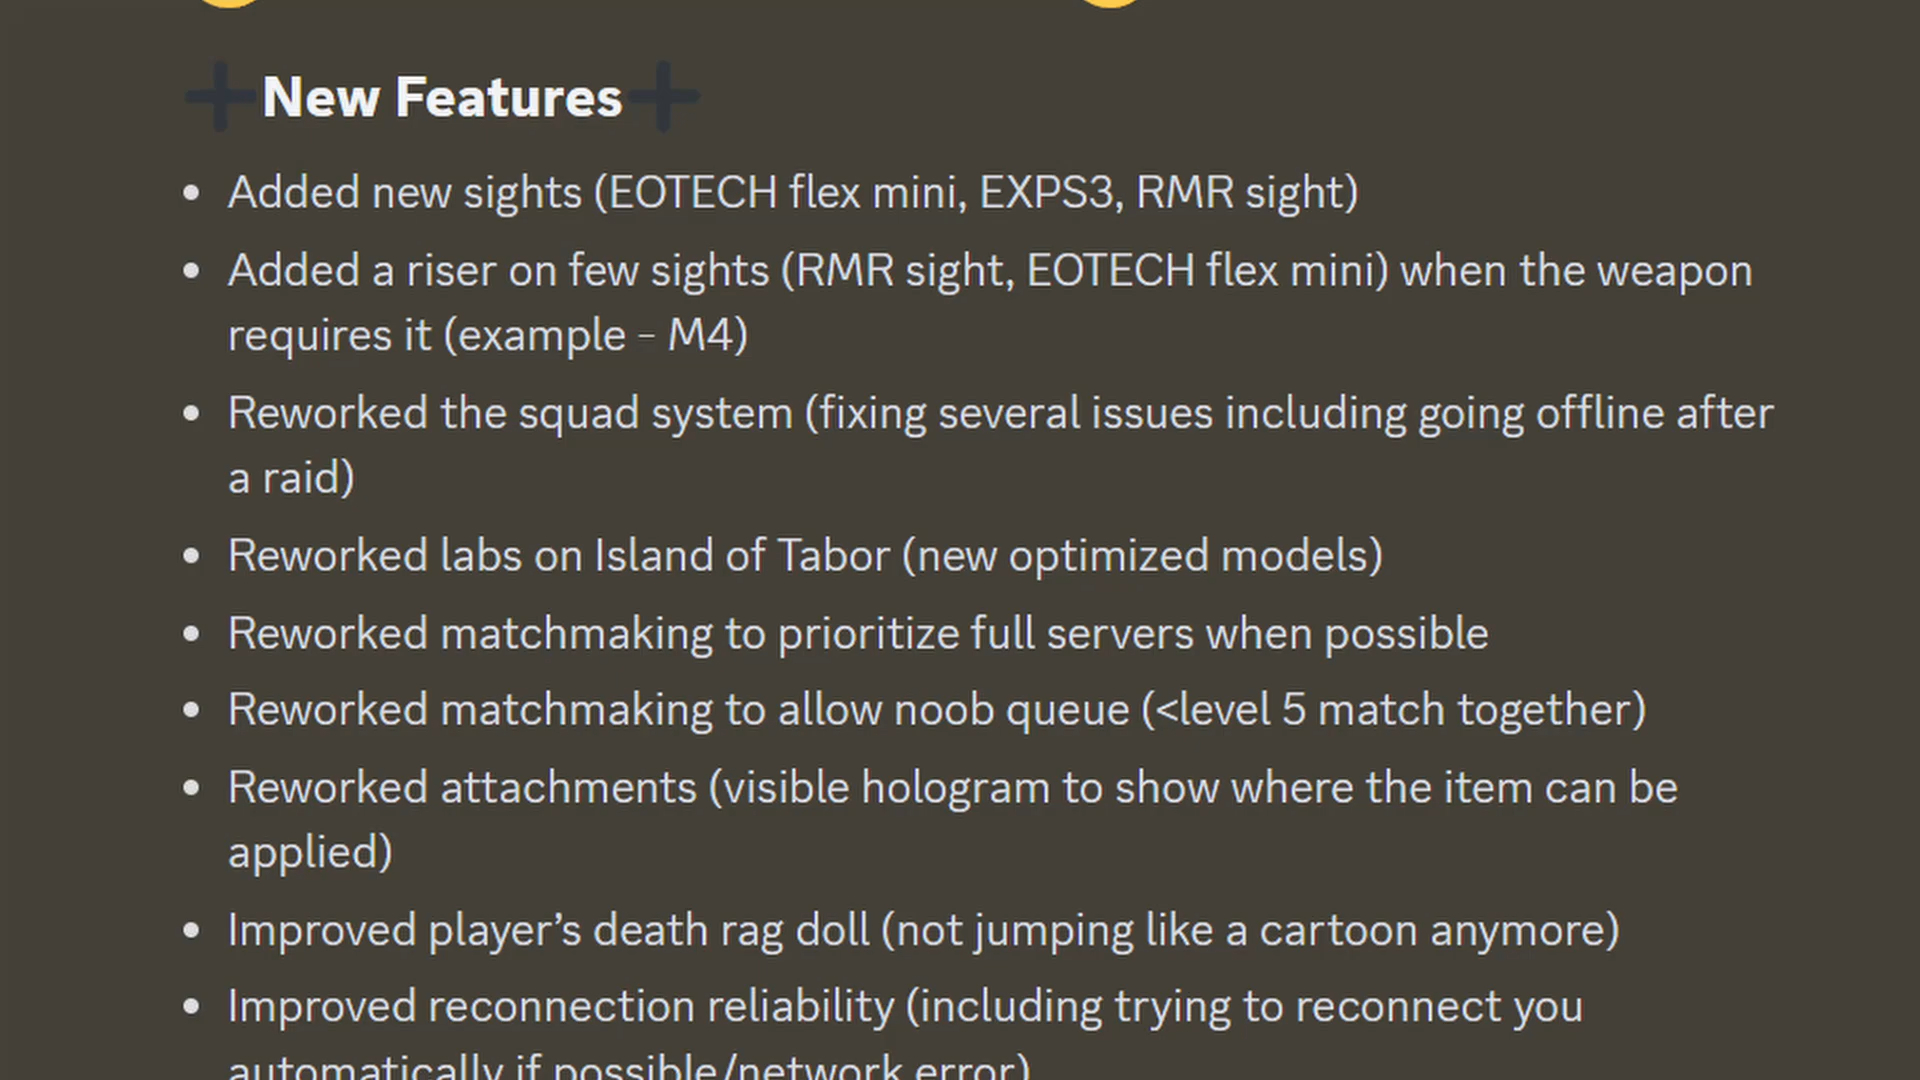 New Features
• Added new sights (EOTECH flex mini, EXPS3, RMR sight)
• Added a riser on few sights (RMR sight, EOTECH flex mini) when the weapon
requires it (example - M4)
• Reworked the squad system (fixing several issues including going offline after
a raid)
• Reworked labs on Island of Tabor (new optimized models)
• Reworked matchmaking to prioritize full servers when possible
• Reworked matchmaking to allow noob queue (<level 5 match together)
• Reworked attachments (visible hologram to show where the item can be
applied)
• Improved player’s death rag doll (not jumping like a cartoon anymore)
• Improved reconnection reliability (including trying to reconnect you
automatically if possible/network error)